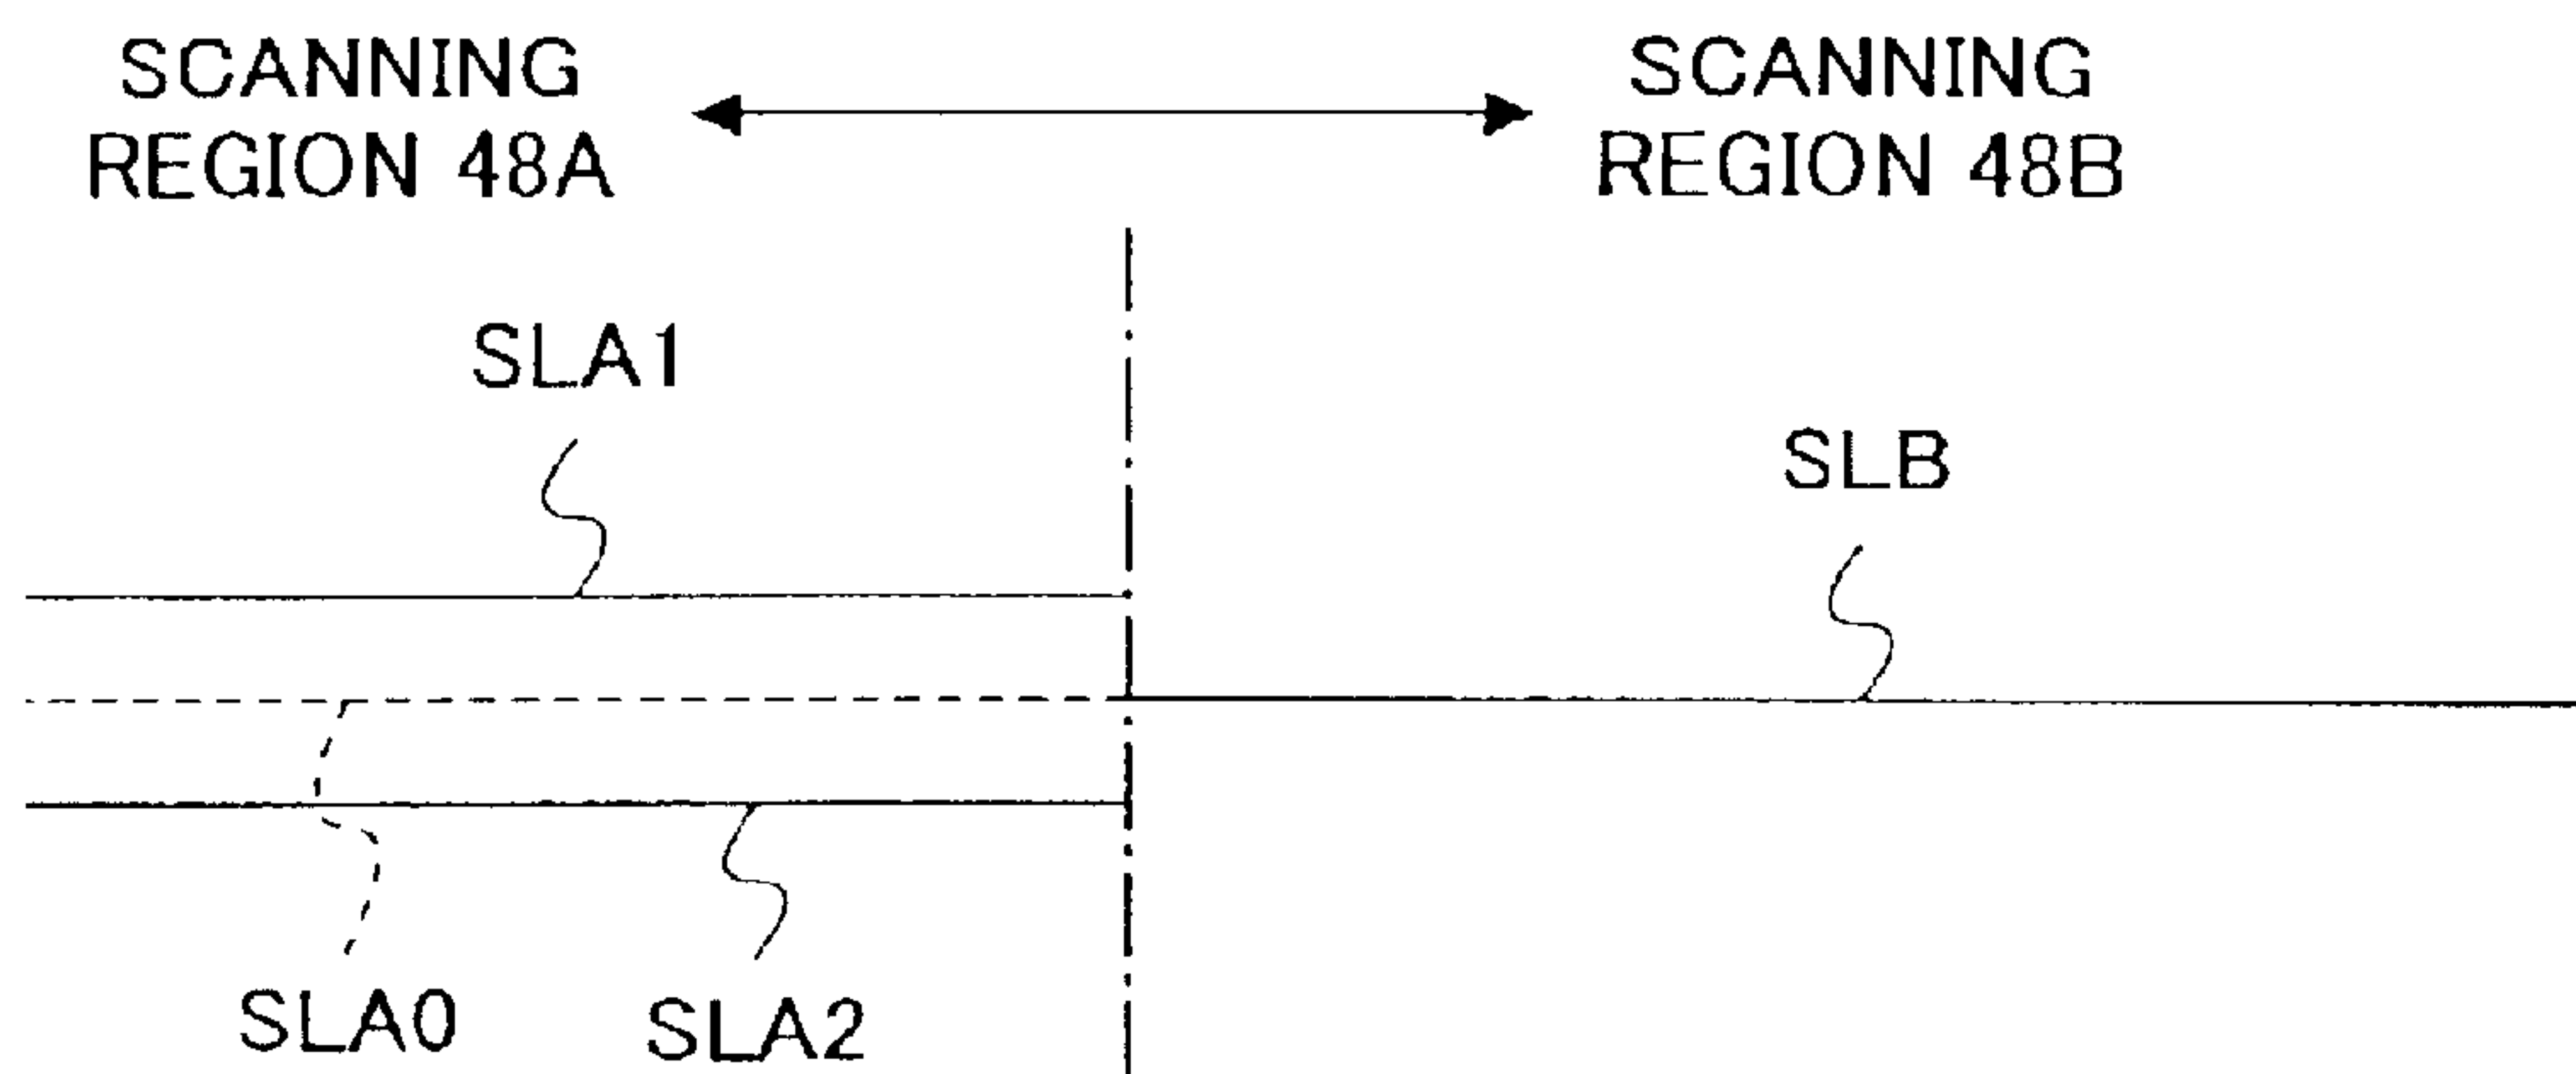 SCANNING
REGION 48A
SCANNING
REGION 48B
SLA1
SLB
SLA0
SLA2